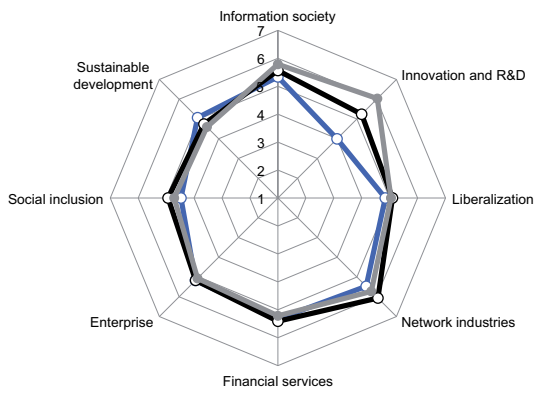 Information society
7
6
5
4
3
2
1
Innovation and R&D
Sustainable
development
Social inclusion
Liberalization
Enterprise
Network industries
Financial services